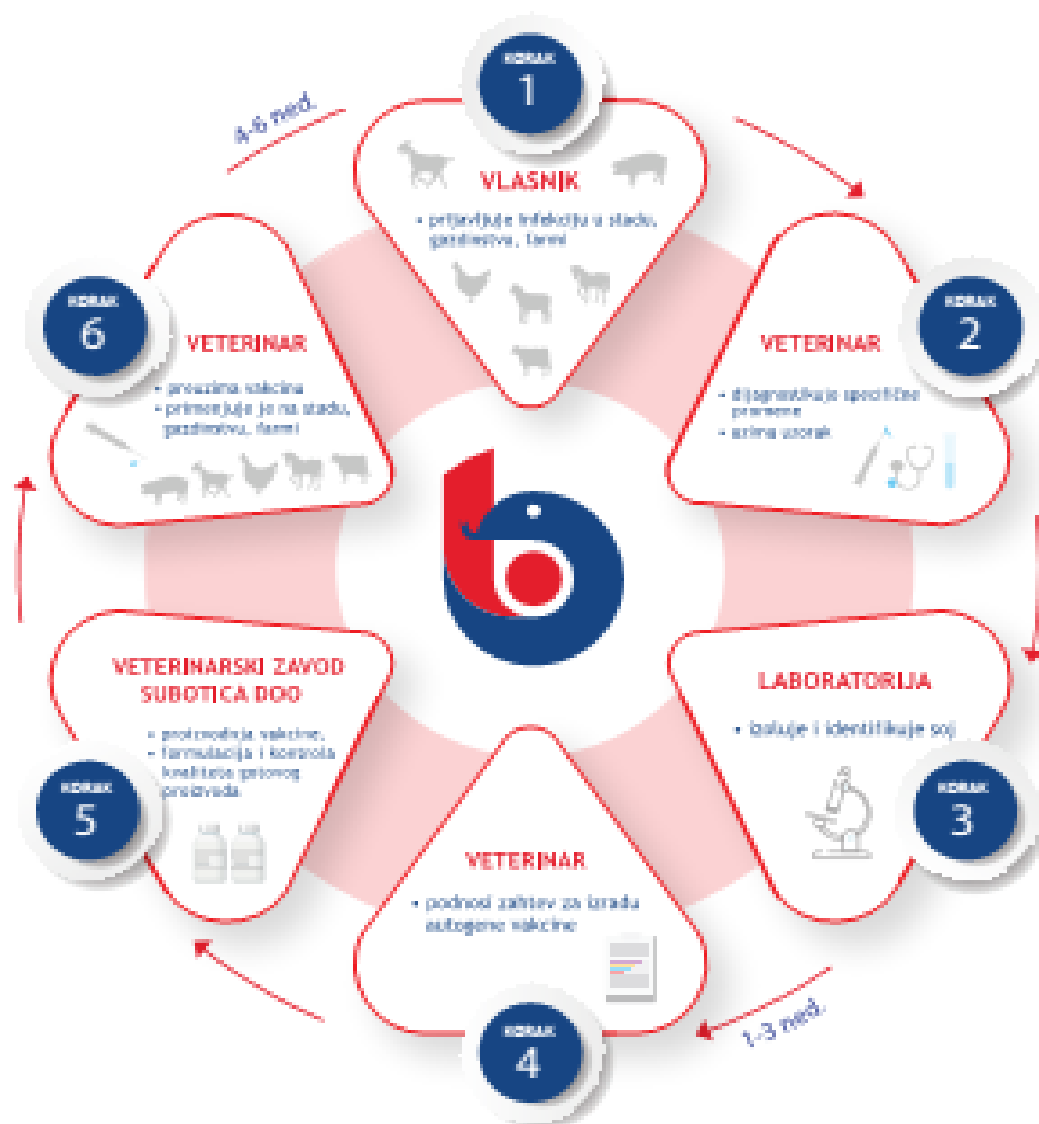 KORAK
1
VLASNIK
• prijavljuje infekciju u stadu,
gazdinstvu, farmi
KORAK
2
VETERINAR
• dijagnostikuje specifične
promene
• uzima uzorak
KORAK
3
LABORATORIJA
• izoluje i identifikuje soj
1-3 ned.
KORAK
4
VETERINAR
• podnosi zahtev za izradu
autogene vakcine
KORAK
5
VETERINARSKI ZAVOD
SUBOTICA DOO
• proizvodnja vakcine,
• formulacija i kontrola
kvaliteta gotovog
proizvoda
KORAK
6
VETERINAR
• preuzima vakcinu
• primenjuje je na stadu,
gazdinstvu, farmi
4-6 ned.